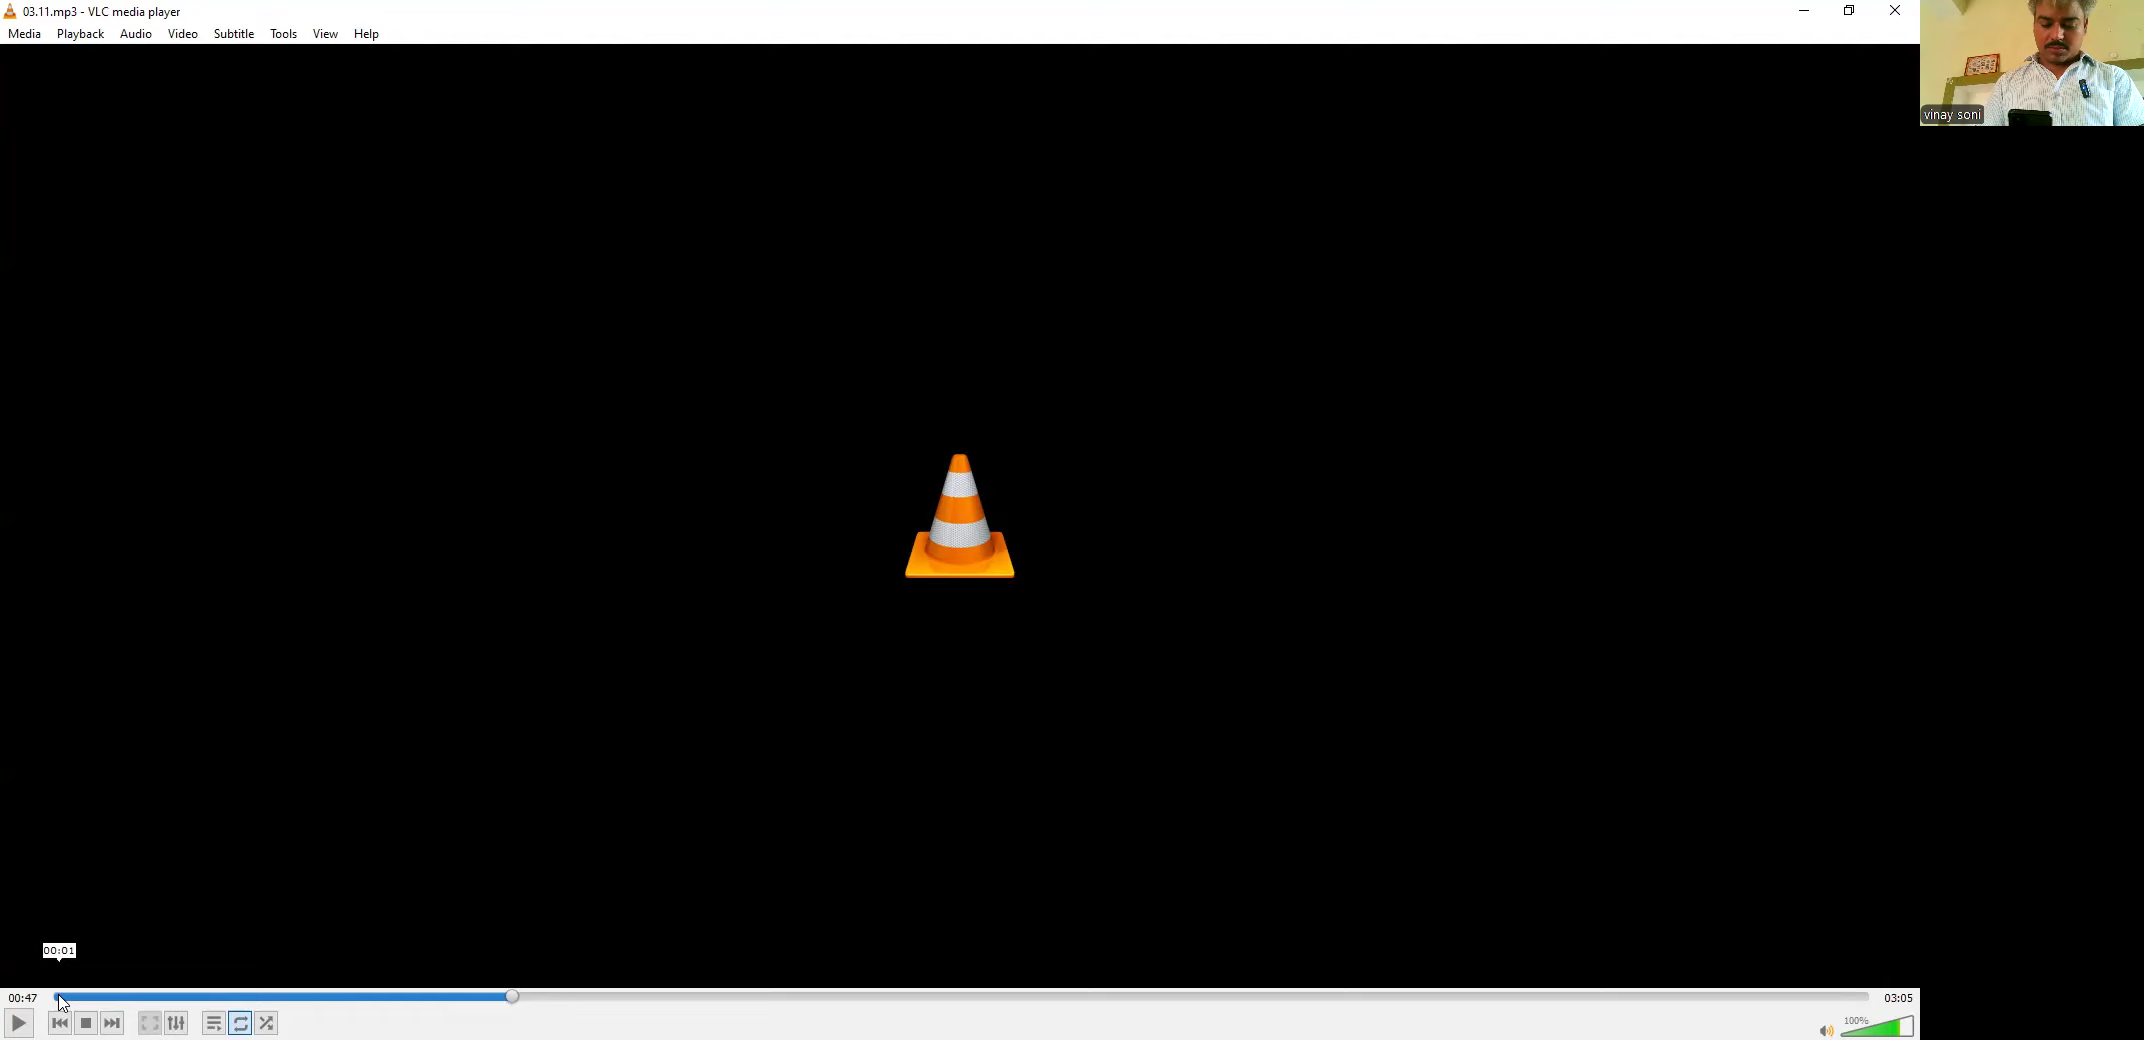 03.11.mp3 - VLC media player
Media Playback Audio Video Subtitle Tools View Help
vinay soni
00:01
00:47
03:05
100%